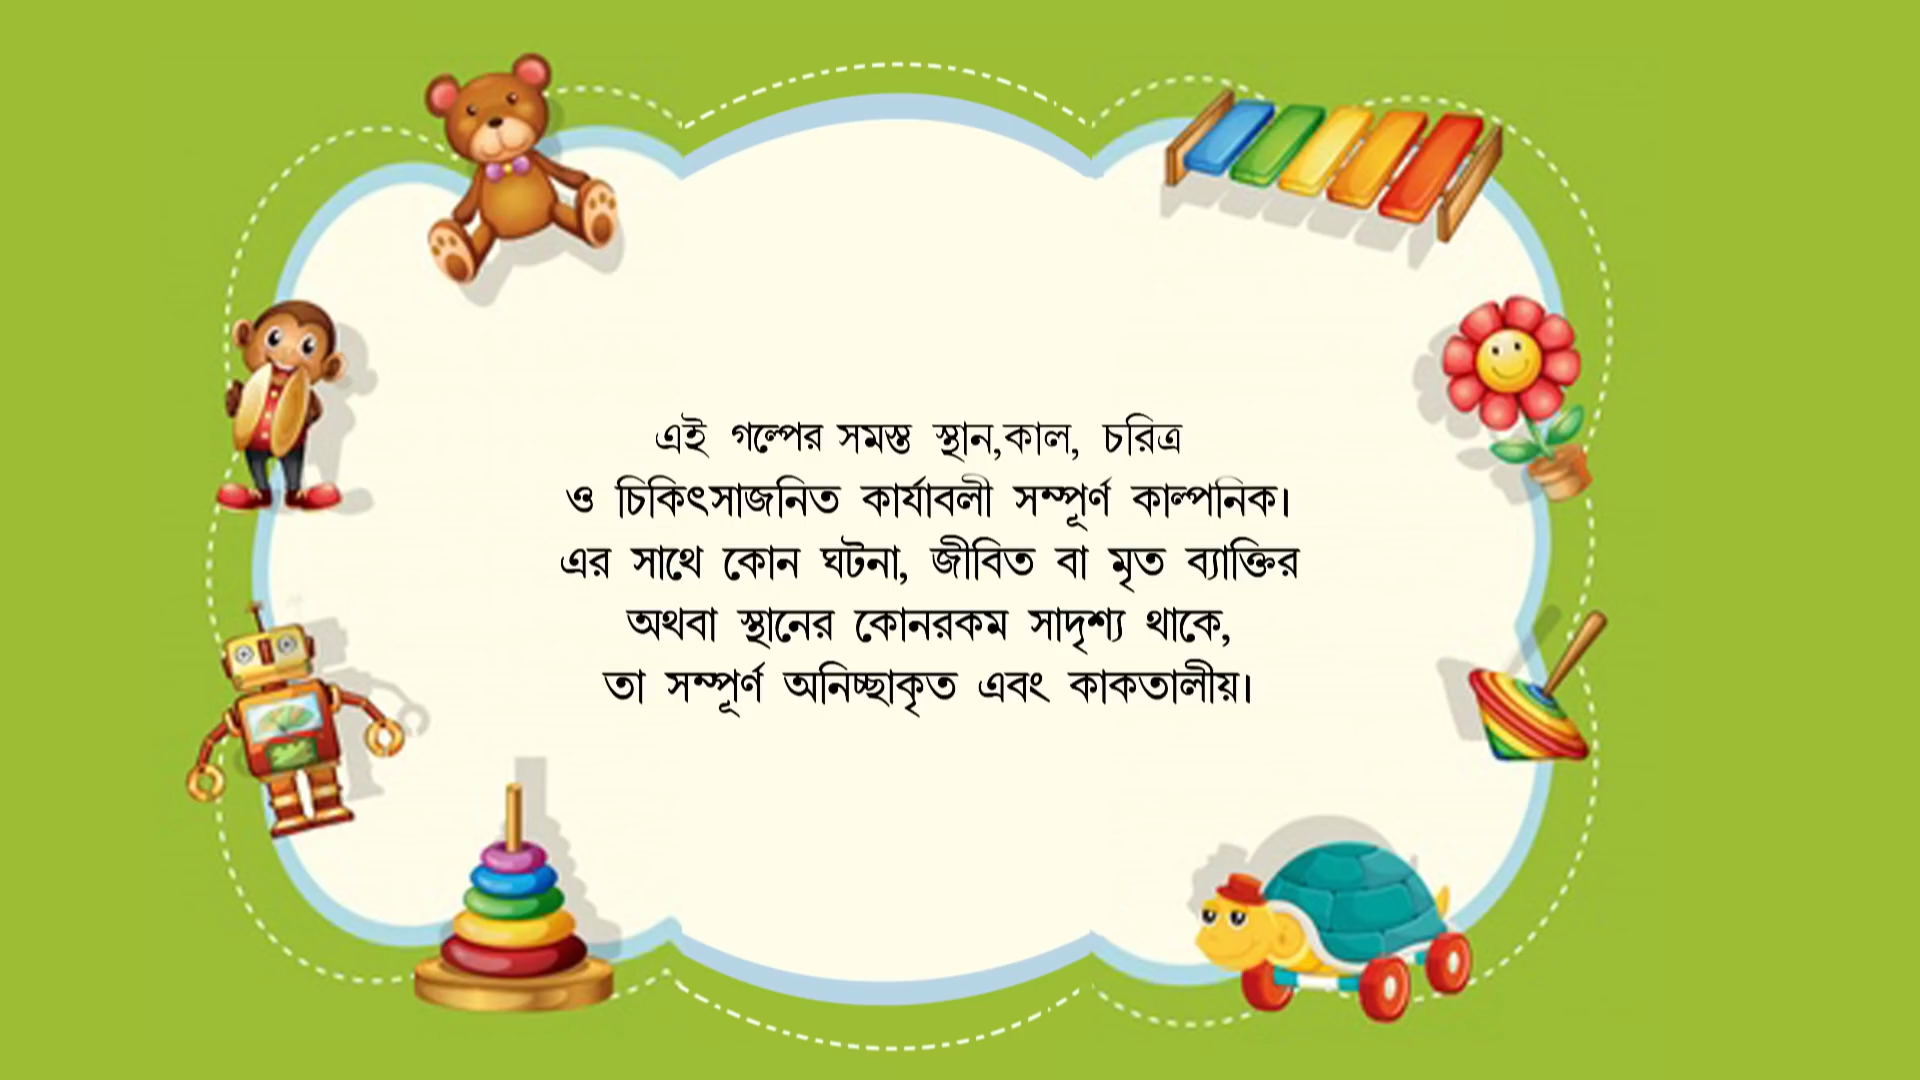 এই গল্পের সমস্ত স্থান,কাল, চরিত্র
ও চিকিৎসাজনিত কার্যাবলী সম্পূর্ণ কাল্পনিক।
এর সাথে কোন ঘটনা, জীবিত বা মৃত ব্যাক্তির
অথবা স্থানের কোনরকম সাদৃশ্য থাকে,
তা সম্পূর্ণ অনিচ্ছাকৃত এবং কাকতালীয়।